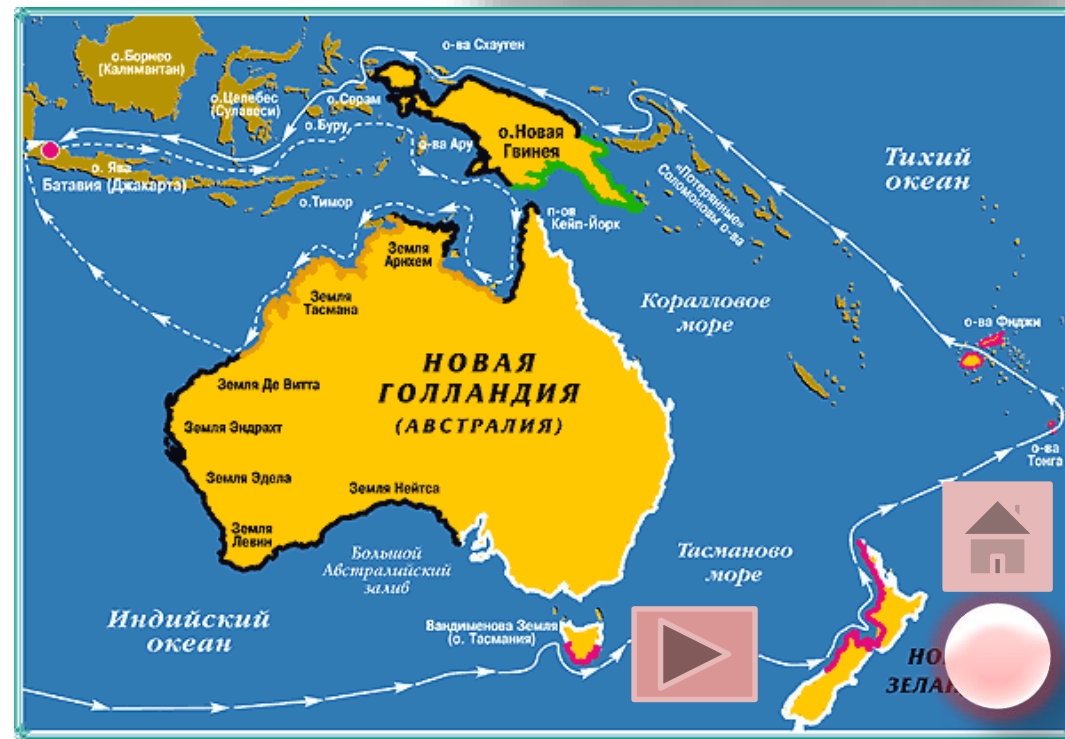 о-ва Схаутен
о.Борнео
(Калимантан)
о.Целебес
(Сулавеси)
о.Серам
о.Буру
о-ва Ару
о.Новая
Гвинея
о. Ява
Батавия (Джакарта)
о.Тимор
"Потерянные"
Соломоновы о-ва
Тихий
океан
п-ов
Кейп-Йорк
Земля
Арнхем
Земля
Тасмана
Коралловое
море
о-ва Фиджи
НОВАЯ
ГОЛЛАНДИЯ
(АВСТРАЛИЯ)
Земля Де Витта
Земля Эндрахт
Земля Эдела
Земля Нейтса
Земля
Левин
о-ва
Тонга
Большой
Австралийский
залив
Тасманово
море
Индийский
океан
Вандименова Земля
(о. Тасмания)